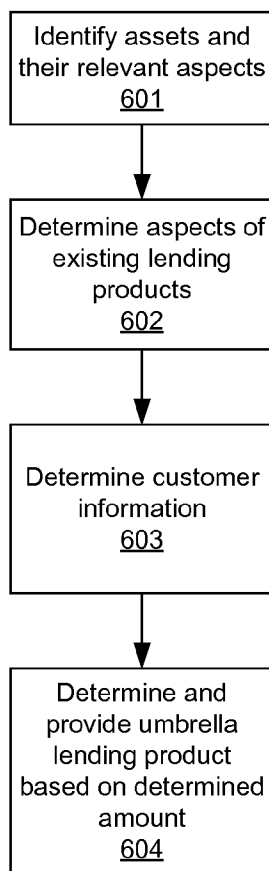 Identify assets and
their relevant aspects
601
Determine aspects of
existing lending
products
602
Determine customer
information
603
Determine and
provide umbrella
lending product
based on determined
amount
604